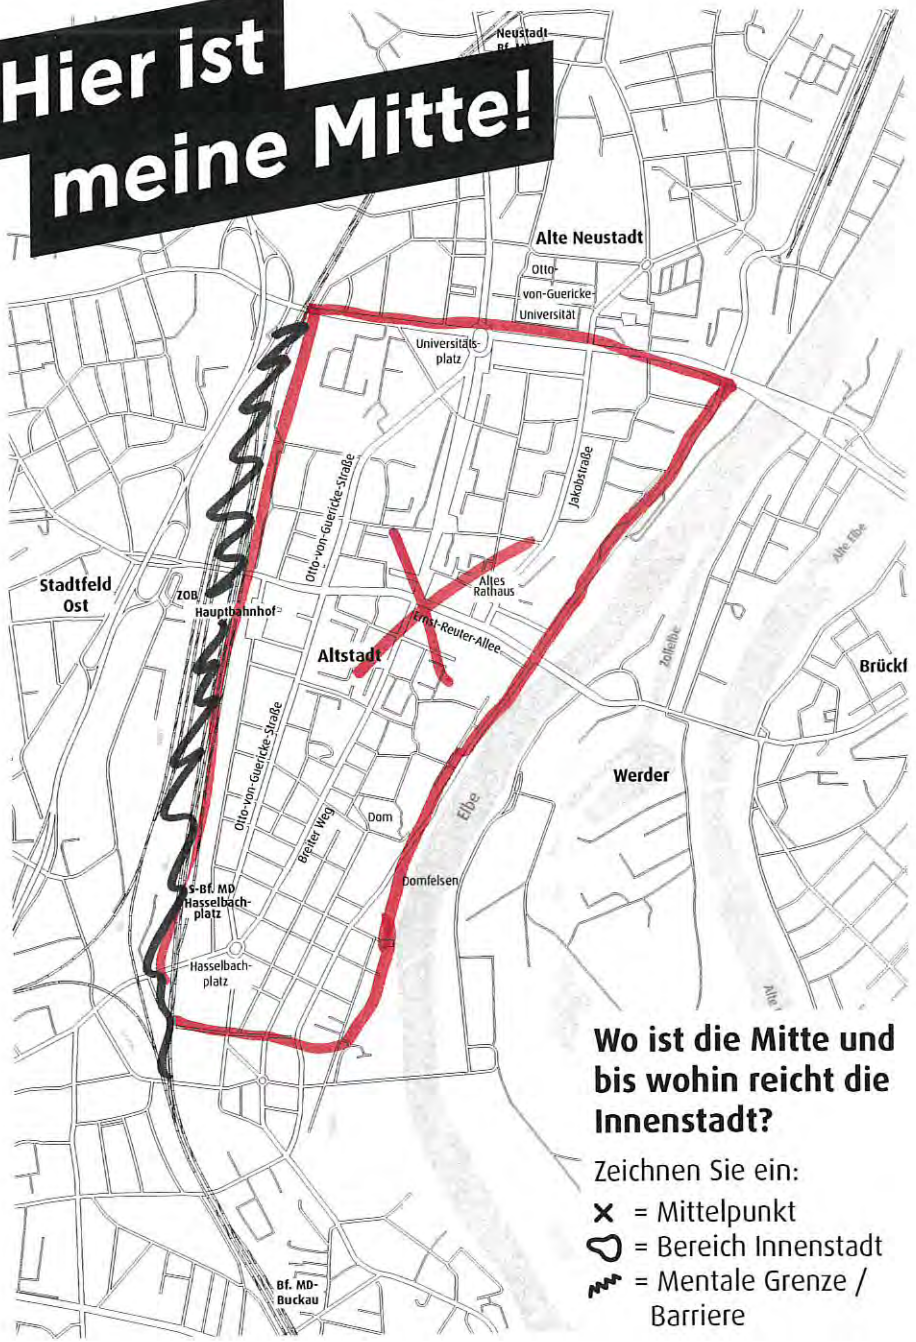 Hier ist
meine Mitte!
Neustadt
Alte Neustadt
Otto-
von-Guericke-
Universität
Universitäts-
platz
Otto-von-Guericke-Straße
Jakobstraße
Alte Elbe
Stadtfeld
Ost
ZOB
Hauptbahnhof
Altes
Rathaus
Ernst-Reuter-Allee
Altstadt
Zollelbe
Brückf
Otto-von-Guericke-Straße
Werder
Elbe
Breiter Weg
Dom
Domfelsen
S-Bf. MD
Hasselbach-
platz
Hasselbach-
platz
Alte
Wo ist die Mitte und
bis wohin reicht die
Innenstadt?
Zeichnen Sie ein:
= Mittelpunkt
= Bereich Innenstadt
= Mentale Grenze /
Barriere
Bf. MD-
Buckau